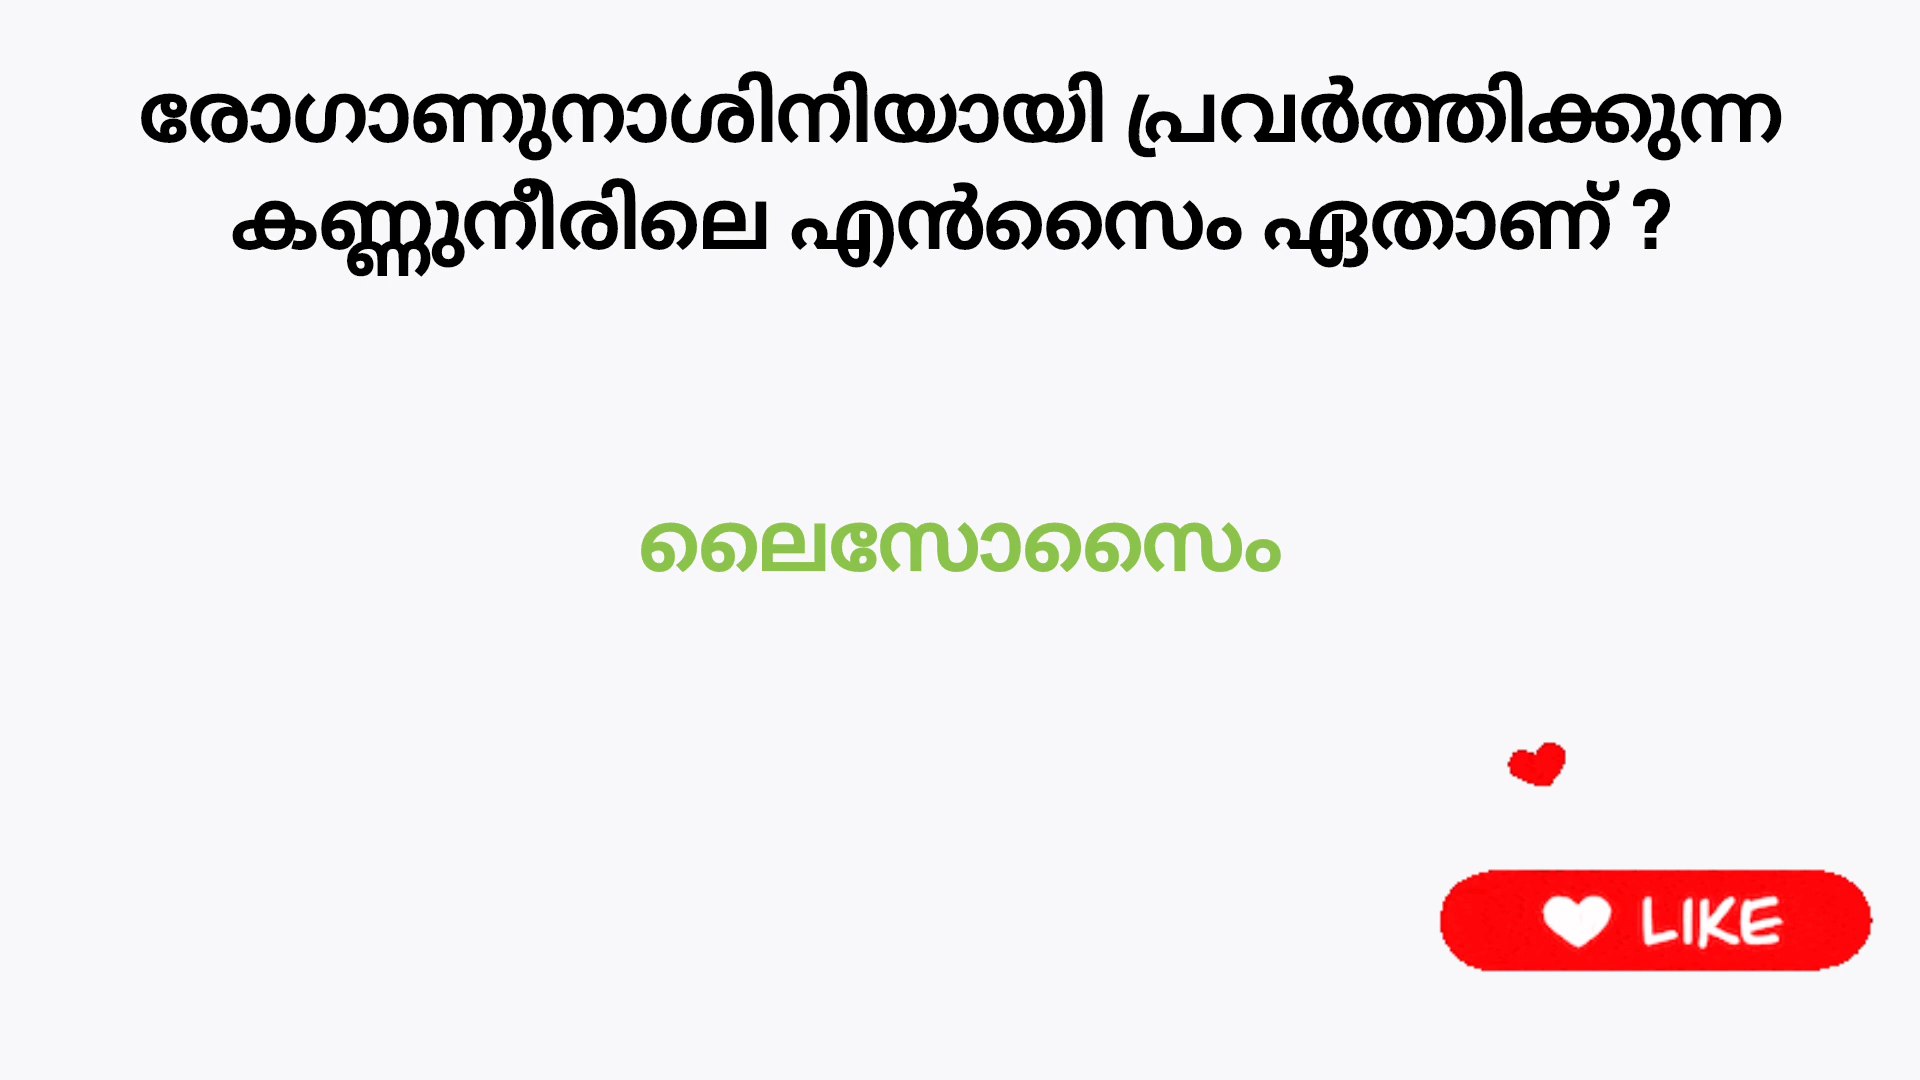 രോഗാണുനാശിനിയായി പ്രവർത്തിക്കുന്ന
കണ്ണുനീരിലെ എൻസൈം ഏതാണ് ?
ലൈസോസൈം
LIKE